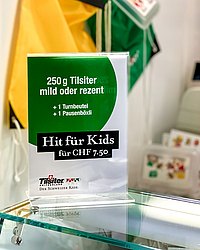 250 g Tilsiter
mild oder rezent
+ 1 Turnbeutel
+ 1 Pausenböxli
Hit für Kids
für CHF 7.50
Tilsiter
DER SCHWEIZER KÄSE.